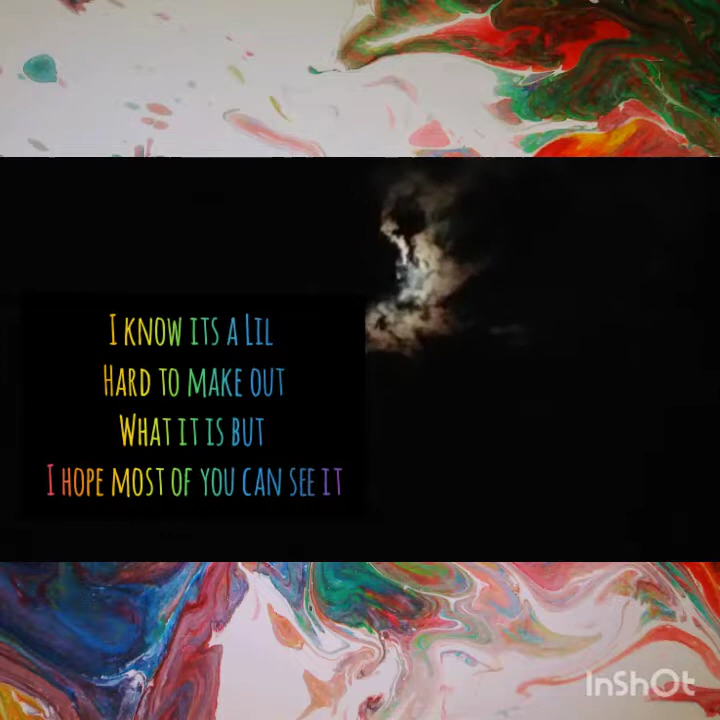 I know its a Lil
Hard to make out
What it is but
I hope most of you can see it
InShOt